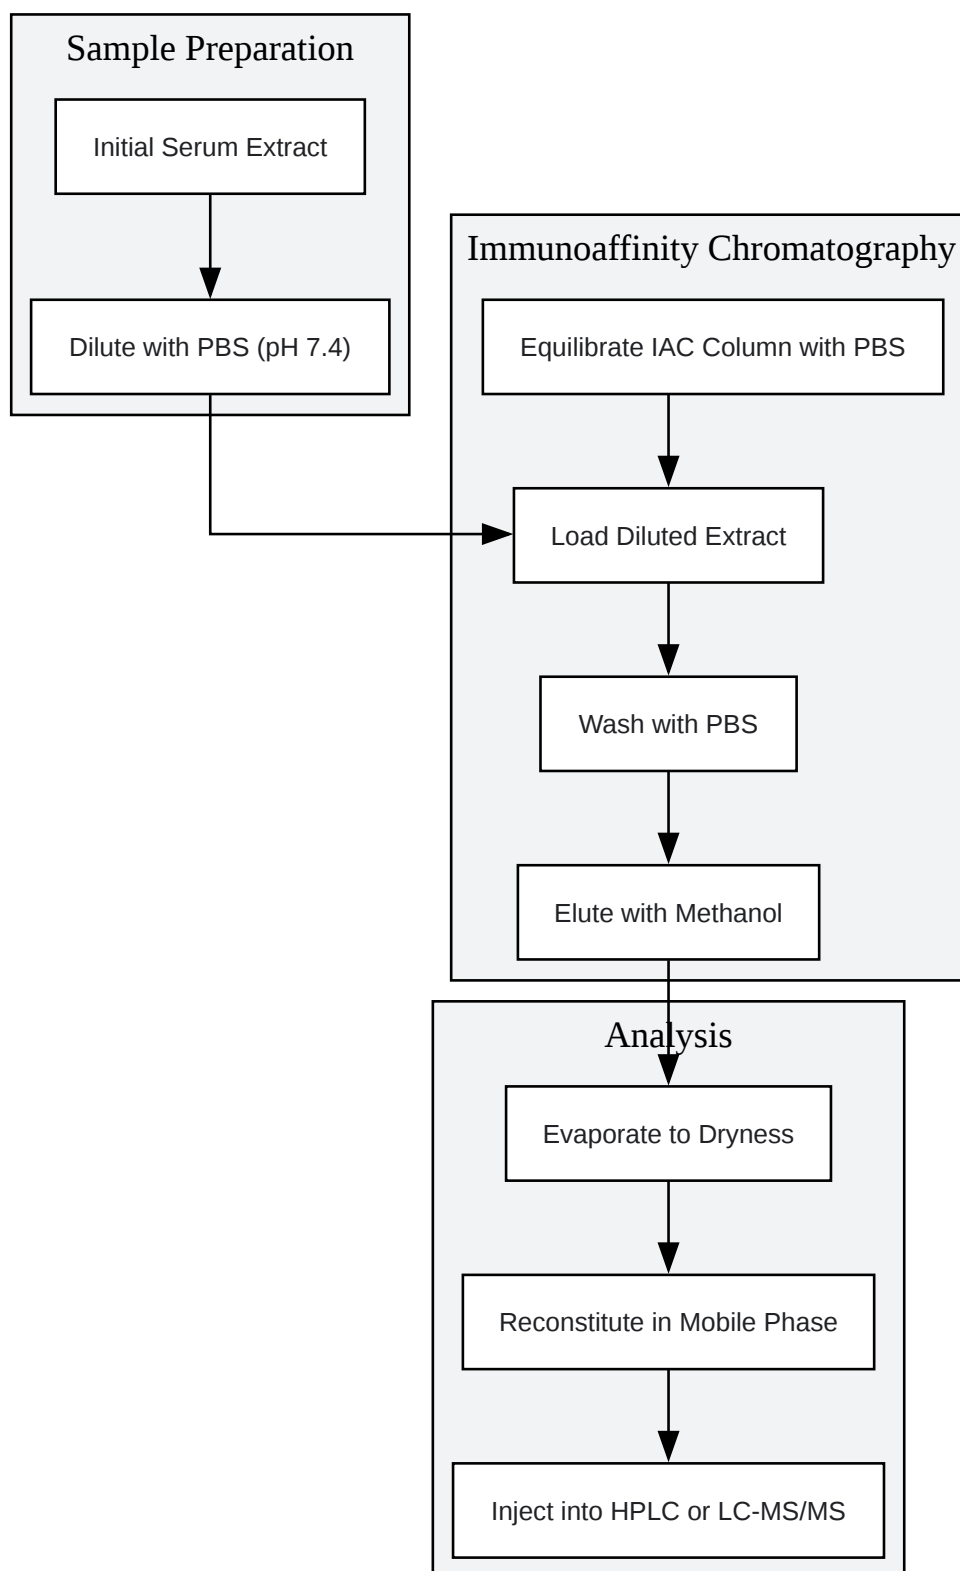 Sample Preparation
Initial Serum Extract
Dilute with PBS (pH 7.4)
Immunoaffinity Chromatography
Equilibrate IAC Column with PBS
Load Diluted Extract
Wash with PBS
Elute with Methanol
Analysis
Evaporate to Dryness
Reconstitute in Mobile Phase
Inject into HPLC or LC-MS/MS